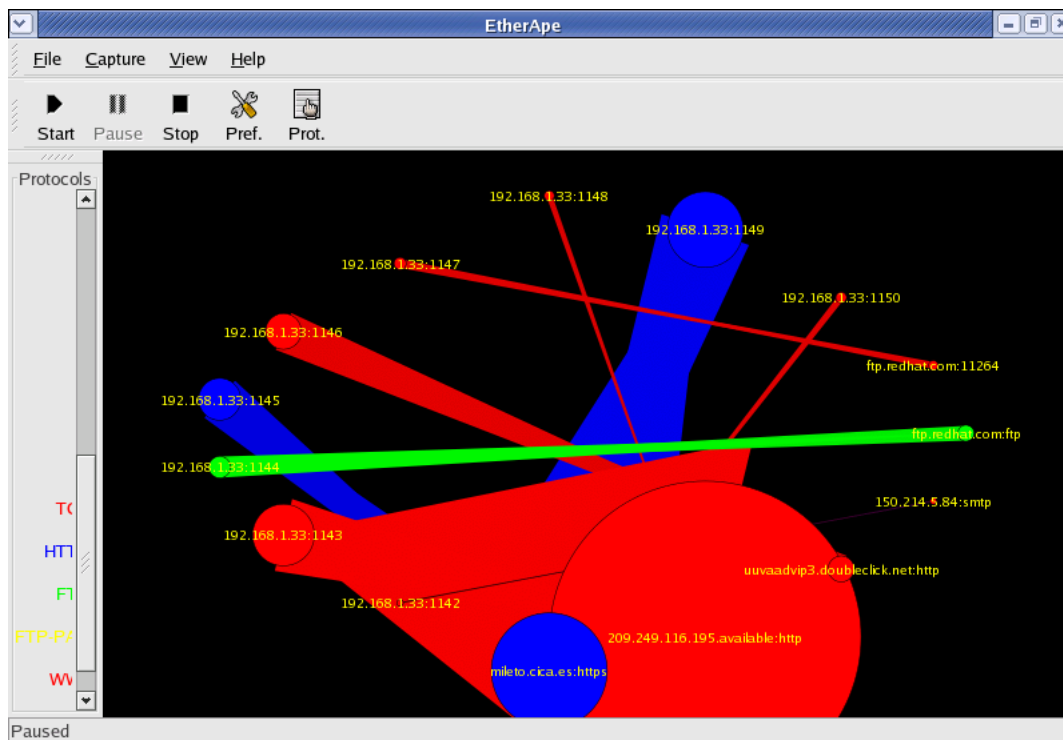 EtherApe
File Capture View Help
Start Pause Stop Pref. Prot.
Protocols
192.168.1.33:1148
192.168.1.33:1149
192.168.1.33:1147
192.168.1.33:1150
192.168.1.33:1146
ftp.redhat.com:11264
192.168.1.33:1145
ftp.redhat.com:ftp
192.168.1.33:1144
150.214.5.84:smtp
192.168.1.33:1143
uuvaadvip3.doubleclick.net:http
192.168.1.33:1142
209.249.116.195.available:http
mileto.cica.es:https
Paused